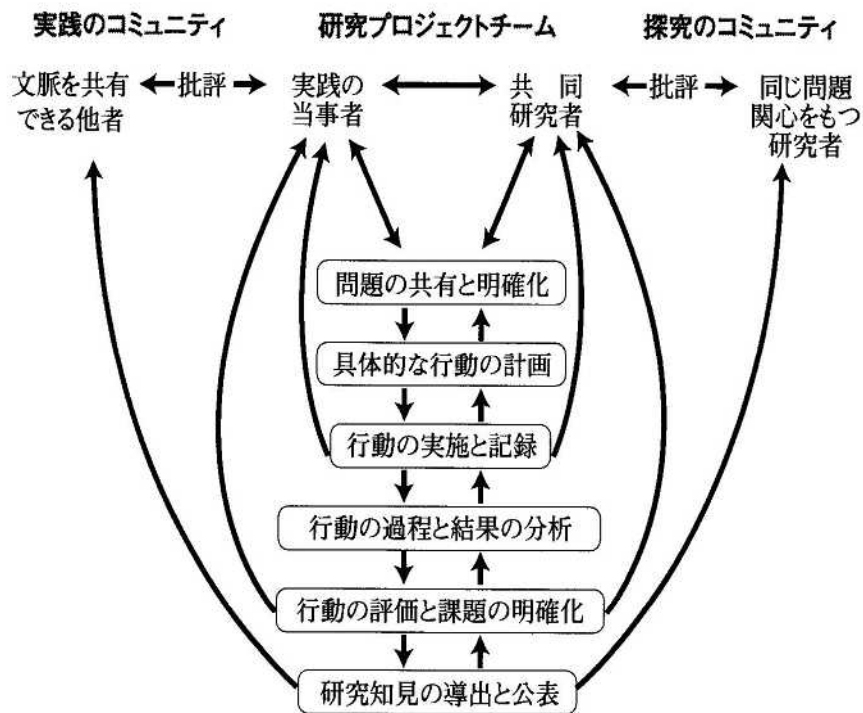 実践のコミュニティ 研究プロジェクトチーム 探究のコミュニティ
文脈を共有 批評 実践の 共 同 批評 同じ問題
できる他者 当事者 研究者 関心をもつ
研究者
問題の共有と明確化
具体的な行動の計画
行動の実施と記録
行動の過程と結果の分析
行動の評価と課題の明確化
研究知見の導出と公表